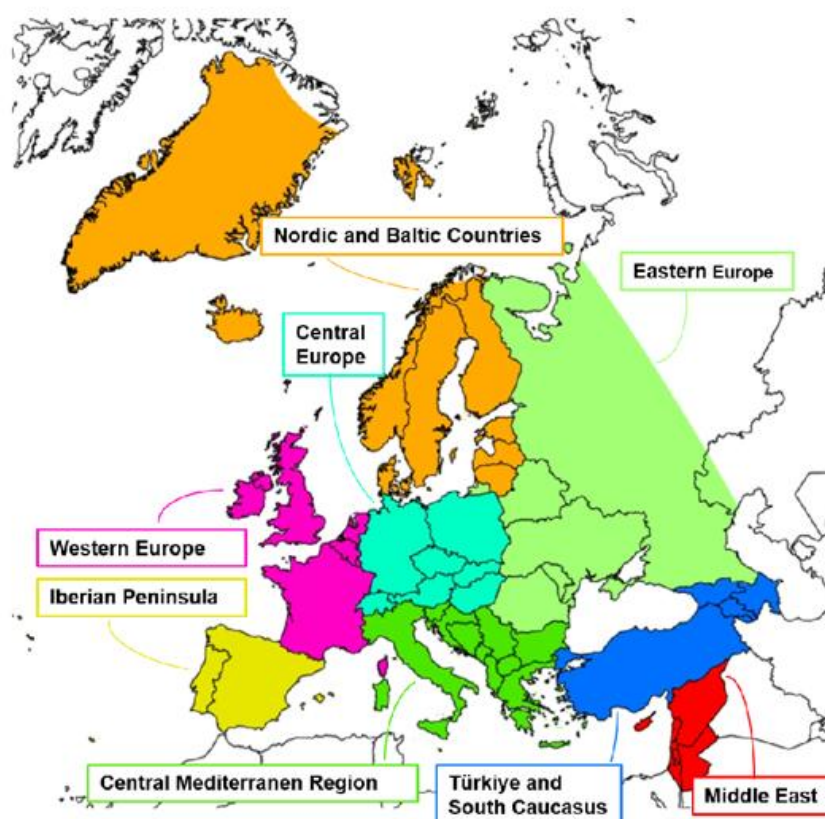 Nordic and Baltic Countries
Eastern Europe
Central
Europe
Western Europe
Iberian Peninsula
Central Mediterranen Region
Türkiye and
South Caucasus
Middle East